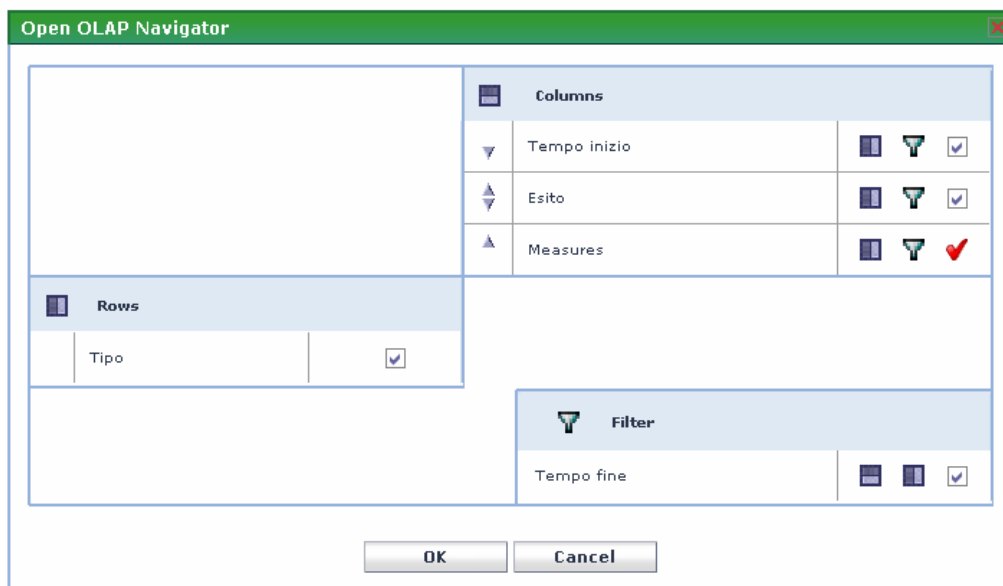 Open OLAP Navigator
Columns
Tempo inizio
Esito
Measures
Rows
Tipo
Filter
Tempo fine
OK
Cancel